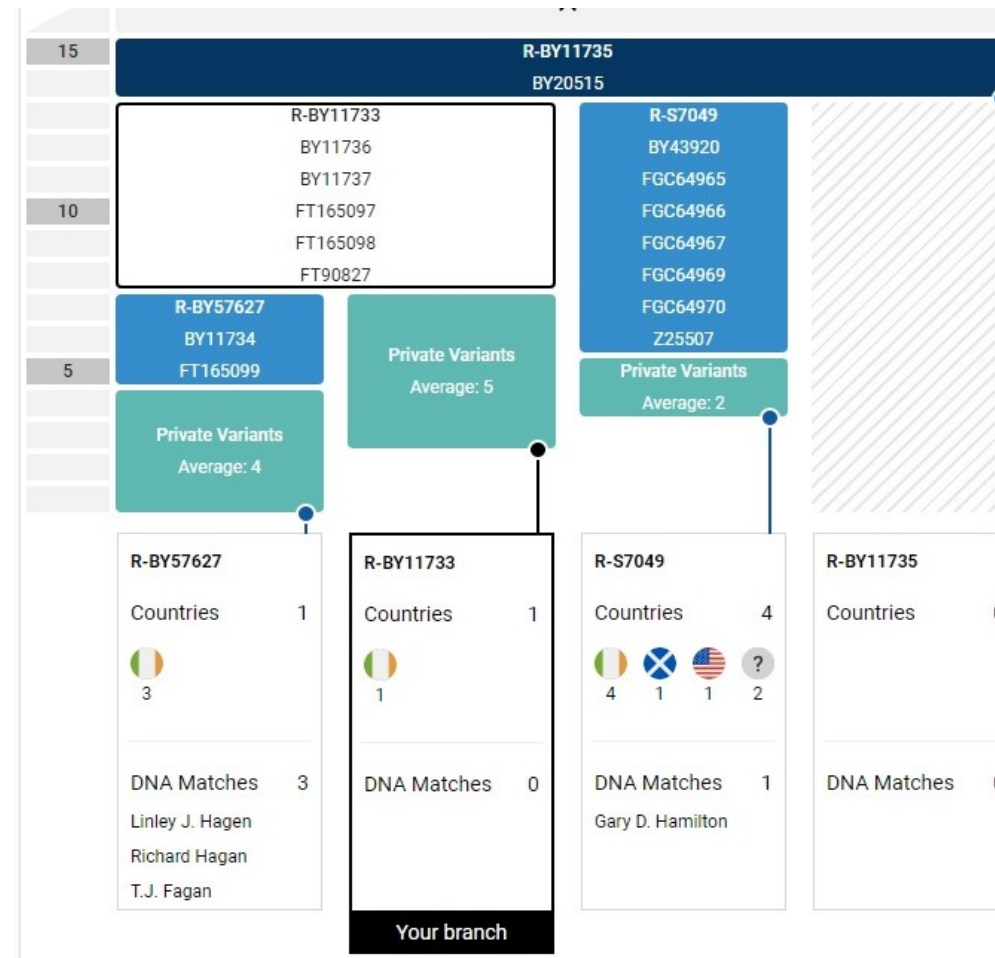 15
R-BY11735
BY20515
R-BY11733
BY11736
BY11737
10
FT165097
FT165098
FT90827
R-S7049
BY43920
FGC64965
FGC64966
FGC64967
FGC64969
FGC64970
Z25507
R-BY57627
BY11734
5
FT165099
Private Variants
Average: 5
Private Variants
Average: 2
Private Variants
Average: 4
R-BY57627
Countries 1
3
DNA Matches 3
Linley J. Hagen
Richard Hagan
T.J. Fagan
R-BY11733
Countries 1
1
DNA Matches 0
Your branch
R-S7049
Countries 4
?
4 1 1 2
DNA Matches 1
Gary D. Hamilton
R-BY11735
Countries
DNA Matches